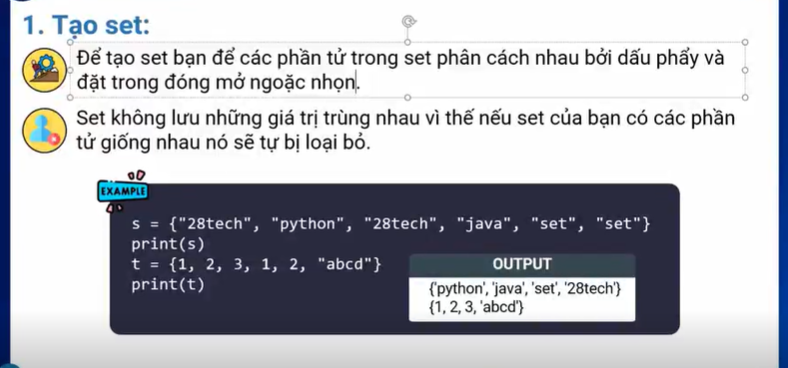 1. Tạo set:
Để tạo set bạn để các phần tử trong set phân cách nhau bởi dấu phẩy và
đặt trong đóng mở ngoặc nhọn.
Set không lưu những giá trị trùng nhau vì thế nếu set của bạn có các phần
tử giống nhau nó sẽ tự bị loại bỏ.
EXAMPLE
s = {"28tech", "python", "28tech", "java", "set", "set"}
print(s)
t = {1, 2, 3, 1, 2, "abcd"}
print(t)
OUTPUT
{'python', 'java', 'set', '28tech'}
{1, 2, 3, 'abcd'}